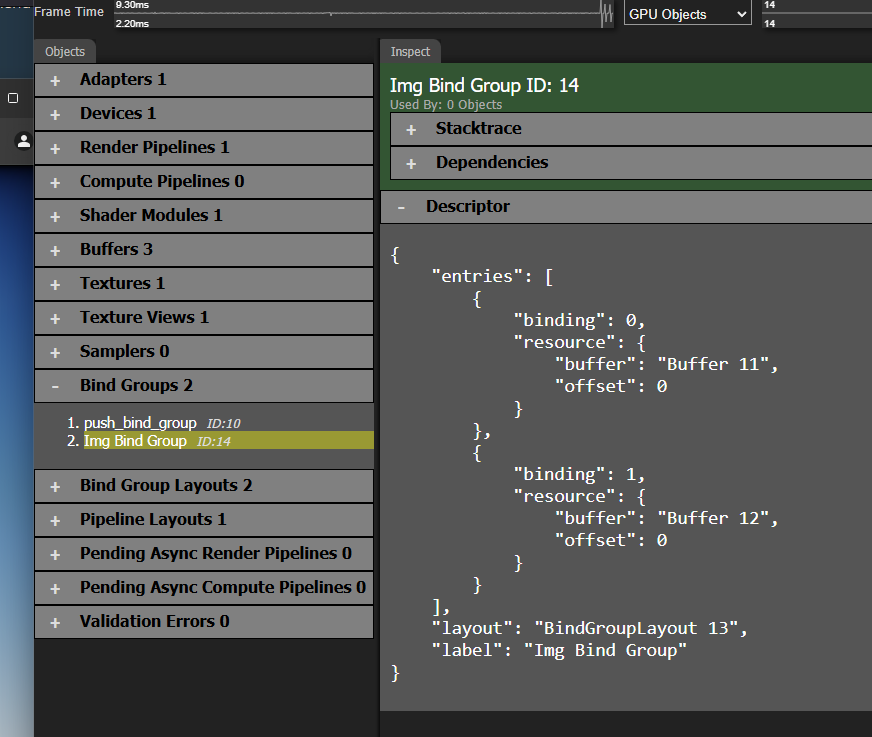 Frame Time
9.30ms
2.20ms
GPU Objects
14
14
Objects
+ Adapters 1
+ Devices 1
+ Render Pipelines 1
+ Compute Pipelines 0
+ Shader Modules 1
+ Buffers 3
+ Textures 1
+ Texture Views 1
+ Samplers 0
- Bind Groups 2
1. push_bind_group ID:10
2. Img Bind Group ID:14
+ Bind Group Layouts 2
+ Pipeline Layouts 1
+ Pending Async Render Pipelines 0
+ Pending Async Compute Pipelines 0
+ Validation Errors 0
Inspect
Img Bind Group ID: 14
Used By: 0 Objects
+ Stacktrace
+ Dependencies
- Descriptor
{
    "entries": [
        {
            "binding": 0,
            "resource": {
                "buffer": "Buffer 11",
                "offset": 0
            }
        },
        {
            "binding": 1,
            "resource": {
                "buffer": "Buffer 12",
                "offset": 0
            }
        }
    ],
    "layout": "BindGroupLayout 13",
    "label": "Img Bind Group"
}